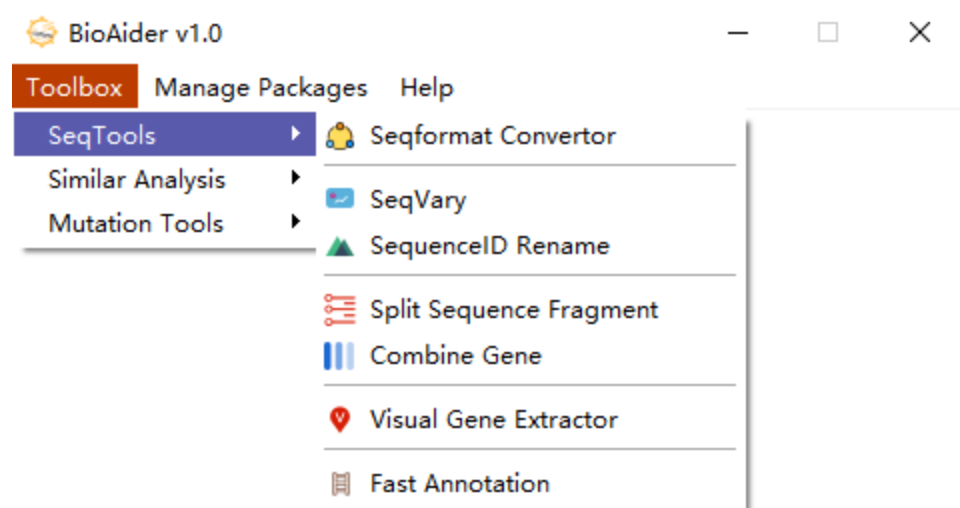 BioAider v1.0
Toolbox Manage Packages Help
SeqTools
Similar Analysis
Mutation Tools
Seqformat Convertor
SeqVary
SequenceID Rename
Split Sequence Fragment
Combine Gene
Visual Gene Extractor
Fast Annotation